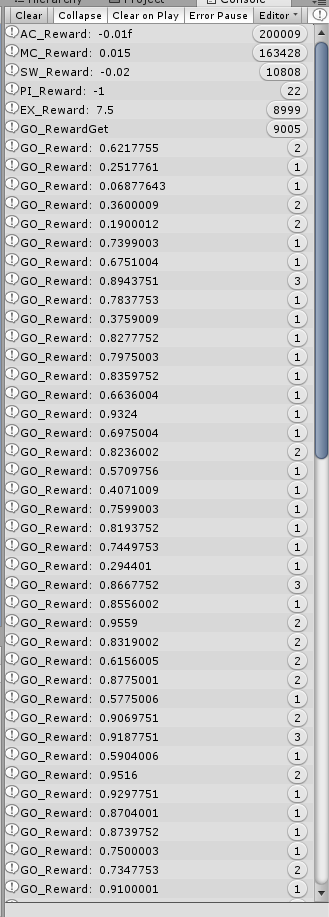 Hierarchy Project Console
Clear Collapse Clear on Play Error Pause Editor
AC_Reward: -0.01f 200009
MC_Reward: 0.015 163428
SW_Reward: -0.02 10808
PI_Reward: -1 22
EX_Reward: 7.5 8999
GO_RewardGet 9005
GO_Reward: 0.6217755 2
GO_Reward: 0.2517761 1
GO_Reward: 0.06877643 1
GO_Reward: 0.3600009 2
GO_Reward: 0.1900012 2
GO_Reward: 0.7399003 1
GO_Reward: 0.6751004 1
GO_Reward: 0.8943751 3
GO_Reward: 0.7837753 1
GO_Reward: 0.3759009 1
GO_Reward: 0.8277752 1
GO_Reward: 0.7975003 1
GO_Reward: 0.8359752 1
GO_Reward: 0.6636004 1
GO_Reward: 0.9324 1
GO_Reward: 0.6975004 1
GO_Reward: 0.8236002 2
GO_Reward: 0.5709756 1
GO_Reward: 0.4071009 1
GO_Reward: 0.7599003 1
GO_Reward: 0.8193752 1
GO_Reward: 0.7449753 1
GO_Reward: 0.294401 1
GO_Reward: 0.8667752 3
GO_Reward: 0.8556002 1
GO_Reward: 0.9559 2
GO_Reward: 0.8319002 2
GO_Reward: 0.6156005 2
GO_Reward: 0.8775001 2
GO_Reward: 0.5775006 1
GO_Reward: 0.9069751 2
GO_Reward: 0.9187751 3
GO_Reward: 0.5904006 1
GO_Reward: 0.9516 2
GO_Reward: 0.9297751 1
GO_Reward: 0.8704001 1
GO_Reward: 0.8739752 1
GO_Reward: 0.7500003 1
GO_Reward: 0.7347753 2
GO_Reward: 0.9100001 1